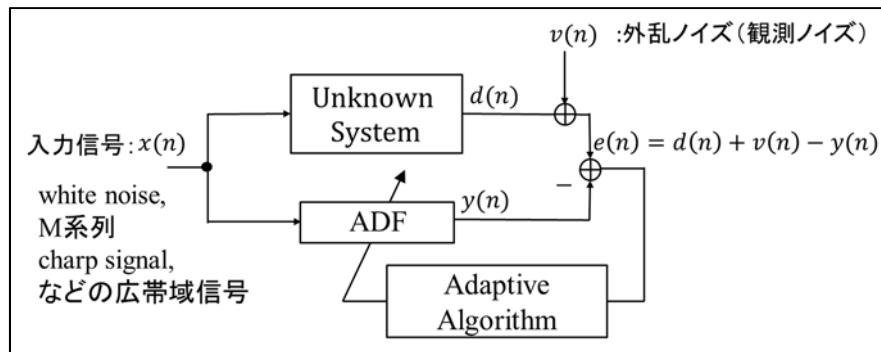 v(n) :外乱ノイズ(観測ノイズ)
Unknown
System
d(n)
入力信号:x(n)
e(n) = d(n) + v(n) − y(n)
−
white noise,
M系列
charp signal,
などの広帯域信号
ADF
y(n)
Adaptive
Algorithm